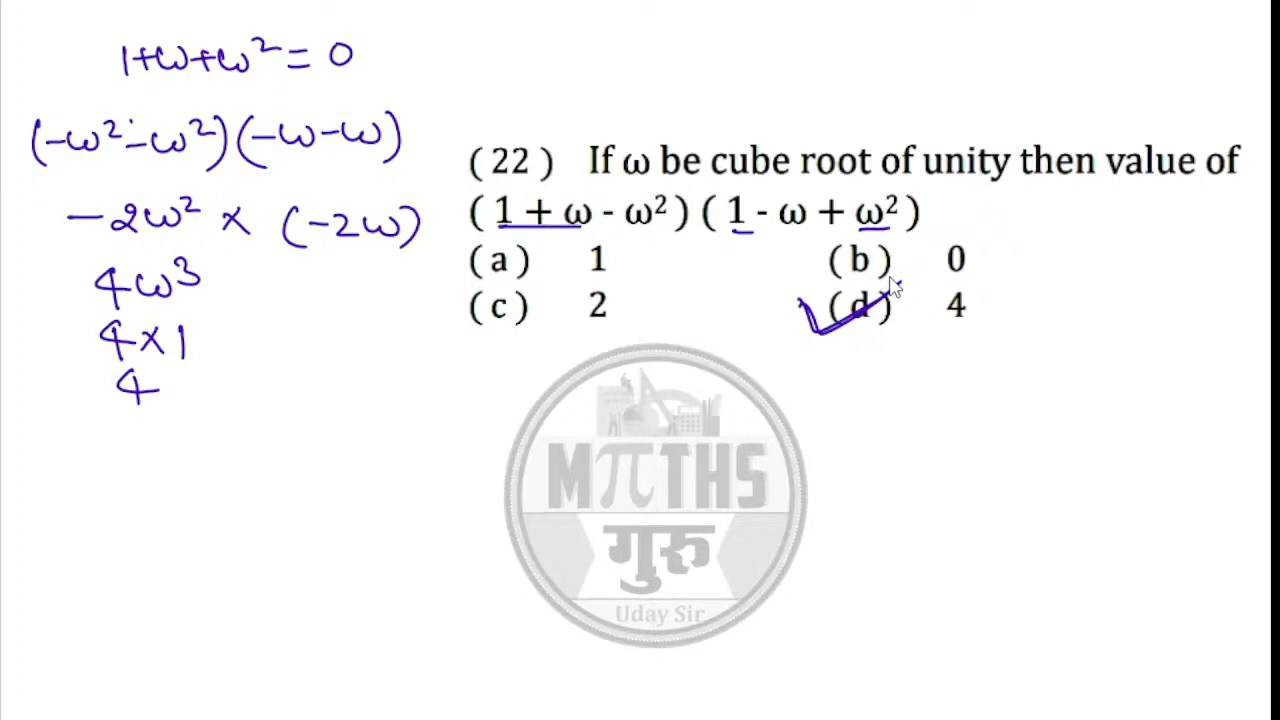 1+ω+ω² = 0
(-ω² - ω²)(-ω - ω)
-2ω² × (-2ω)
4ω³
4 × 1
4
( 22 ) If ω be cube root of unity then value of
( 1 + ω - ω² ) ( 1 - ω + ω² )
( a ) 1 ( b ) 0
( c ) 2 ( d ) 4
MπTHS
गुरु
Uday Sir